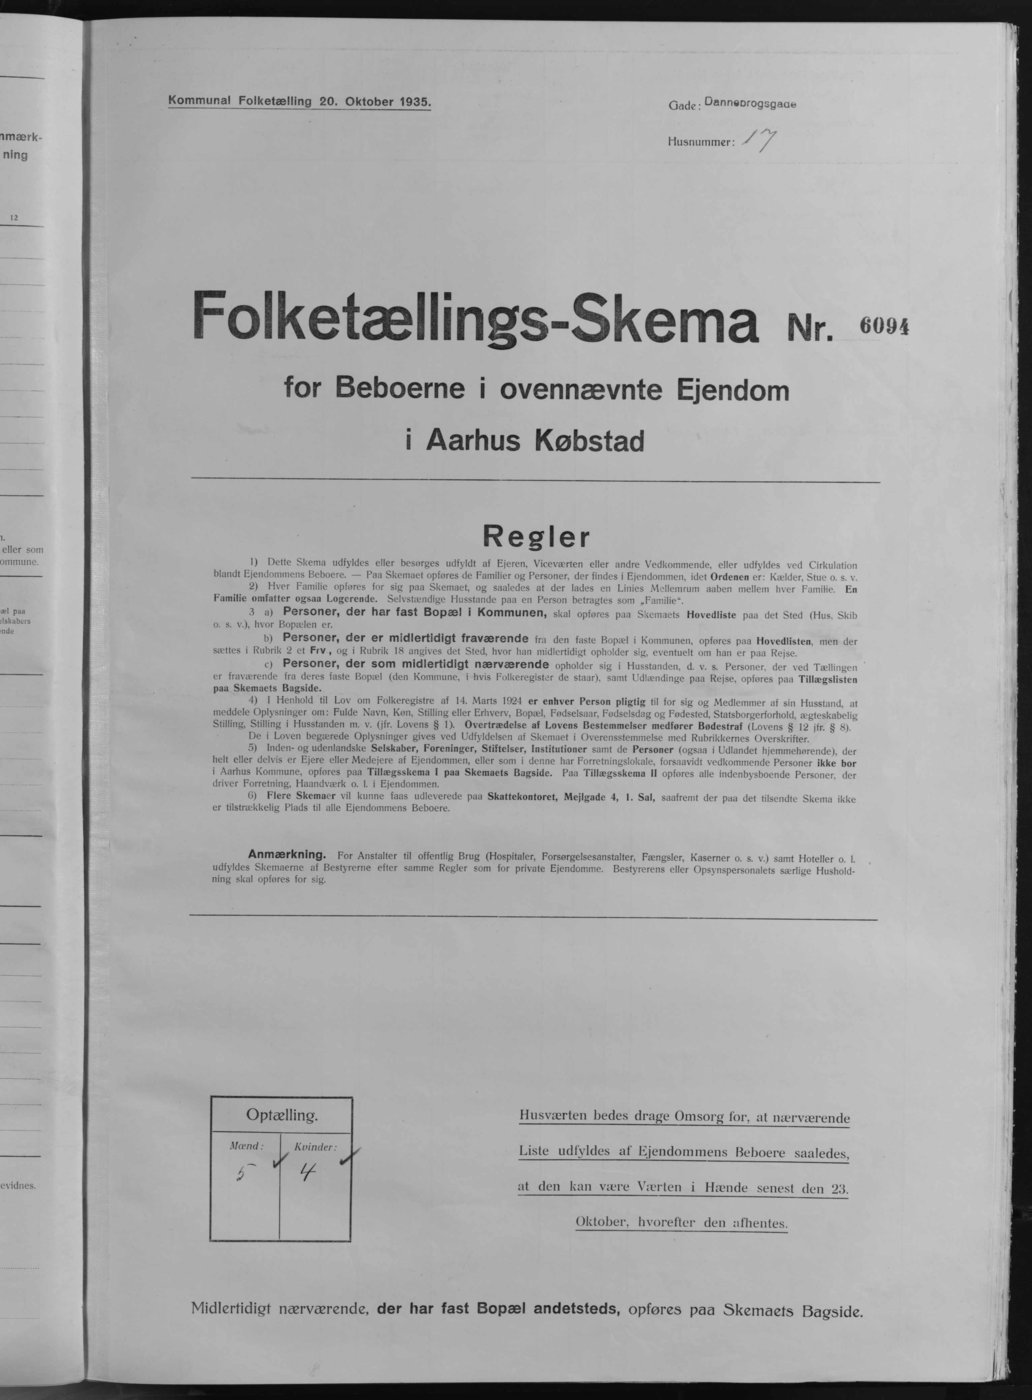 Kommunal Folketælling 20. Oktober 1935.
Gade: Dannebrogsgade
Husnummer: 17
Folketællings-Skema Nr. 6094
for Beboerne i ovennævnte Ejendom
i Aarhus Købstad
Regler
1) Dette Skema udfyldes eller besørges udfyldt af Ejeren, Viceværten eller andre Vedkommende, eller udfyldes ved Cirkulation
blandt Ejendommens Beboere. — Paa Skemaet opføres de Familier og Personer, der findes i Ejendommen, idet Ordenen er: Kælder, Stue o. s. v.
2) Hver Familie opføres for sig paa Skemaet, og saaledes at der lades en Linies Mellemrum aaben mellem hver Familie. En
Familie omfatter ogsaa Logerende. Selvstændige Husstande paa en Person betragtes som „Familie“.
3 a) Personer, der har fast Bopæl i Kommunen, skal opføres paa Skemaets Hovedliste paa det Sted (Hus, Skib
o. s. v.), hvor Bopælen er.
b) Personer, der er midlertidigt fraværende fra den faste Bopæl i Kommunen, opføres paa Hovedlisten, men der
sættes i Rubrik 2 et Frv, og i Rubrik 18 angives det Sted, hvor han midlertidigt opholder sig, eventuelt om han er paa Rejse.
c) Personer, der som midlertidigt nærværende opholder sig i Husstanden, d. v. s. Personer, der ved Tællingen
er fraværende fra deres faste Bopæl (den Kommune, i hvis Folkeregister de staar), samt Udlændinge paa Rejse, opføres paa Tillægslisten
paa Skemaets Bagside.
4) I Henhold til Lov om Folkeregistre af 14. Marts 1924 er enhver Person pligtig til for sig og Medlemmer af sin Husstand, at
meddele Oplysninger om: Fulde Navn, Køn, Stilling eller Erhverv, Bopæl, Fødselsaar, Fødselsdag og Fødested, Statsborgerforhold, ægteskabelig
Stilling, Stilling i Husstanden m. v. (jfr. Lovens § 1). Overtrædelse af Lovens Bestemmelser medfører Bødestraf (Lovens § 12 jfr. § 8).
De i Loven begærede Oplysninger gives ved Udfyldelsen af Skemaet i Overensstemmelse med Rubrikkernes Overskrifter.
5) Inden- og udenlandske Selskaber, Foreninger, Stiftelser, Institutioner samt de Personer (ogsaa i Udlandet hjemmehørende), der
helt eller delvis er Ejere eller Medejere af Ejendommen, eller som i denne har Forretningslokale, forsaavidt vedkommende Personer ikke bor
i Aarhus Kommune, opføres paa Tillægsskema I paa Skemaets Bagside. Paa Tillægsskema II opføres alle indenbysboende Personer, der
driver Forretning, Haandværk o. l. i Ejendommen.
6) Flere Skemaer vil kunne faas udleverede paa Skattekontoret, Mejlgade 4, 1. Sal, saafremt der paa det tilsendte Skema ikke
er tilstrækkelig Plads til alle Ejendommens Beboere.
Anmærkning. For Anstalter til offentlig Brug (Hospitaler, Forsørgelsesanstalter, Fængsler, Kaserner o. s. v.) samt Hoteller o. l.
udfyldes Skemaerne af Bestyrerne efter samme Regler som for private Ejendomme. Bestyrerens eller Opsynspersonalets særlige Hushold-
ning skal opføres for sig.
Optælling.
Mænd: Kvinder:
5 4
Husværten bedes drage Omsorg for, at nærværende
Liste udfyldes af Ejendommens Beboere saaledes,
at den kan være Værten i Hænde senest den 23.
Oktober, hvorefter den afhentes.
Midlertidigt nærværende, der har fast Bopæl andetsteds, opføres paa Skemaets Bagside.